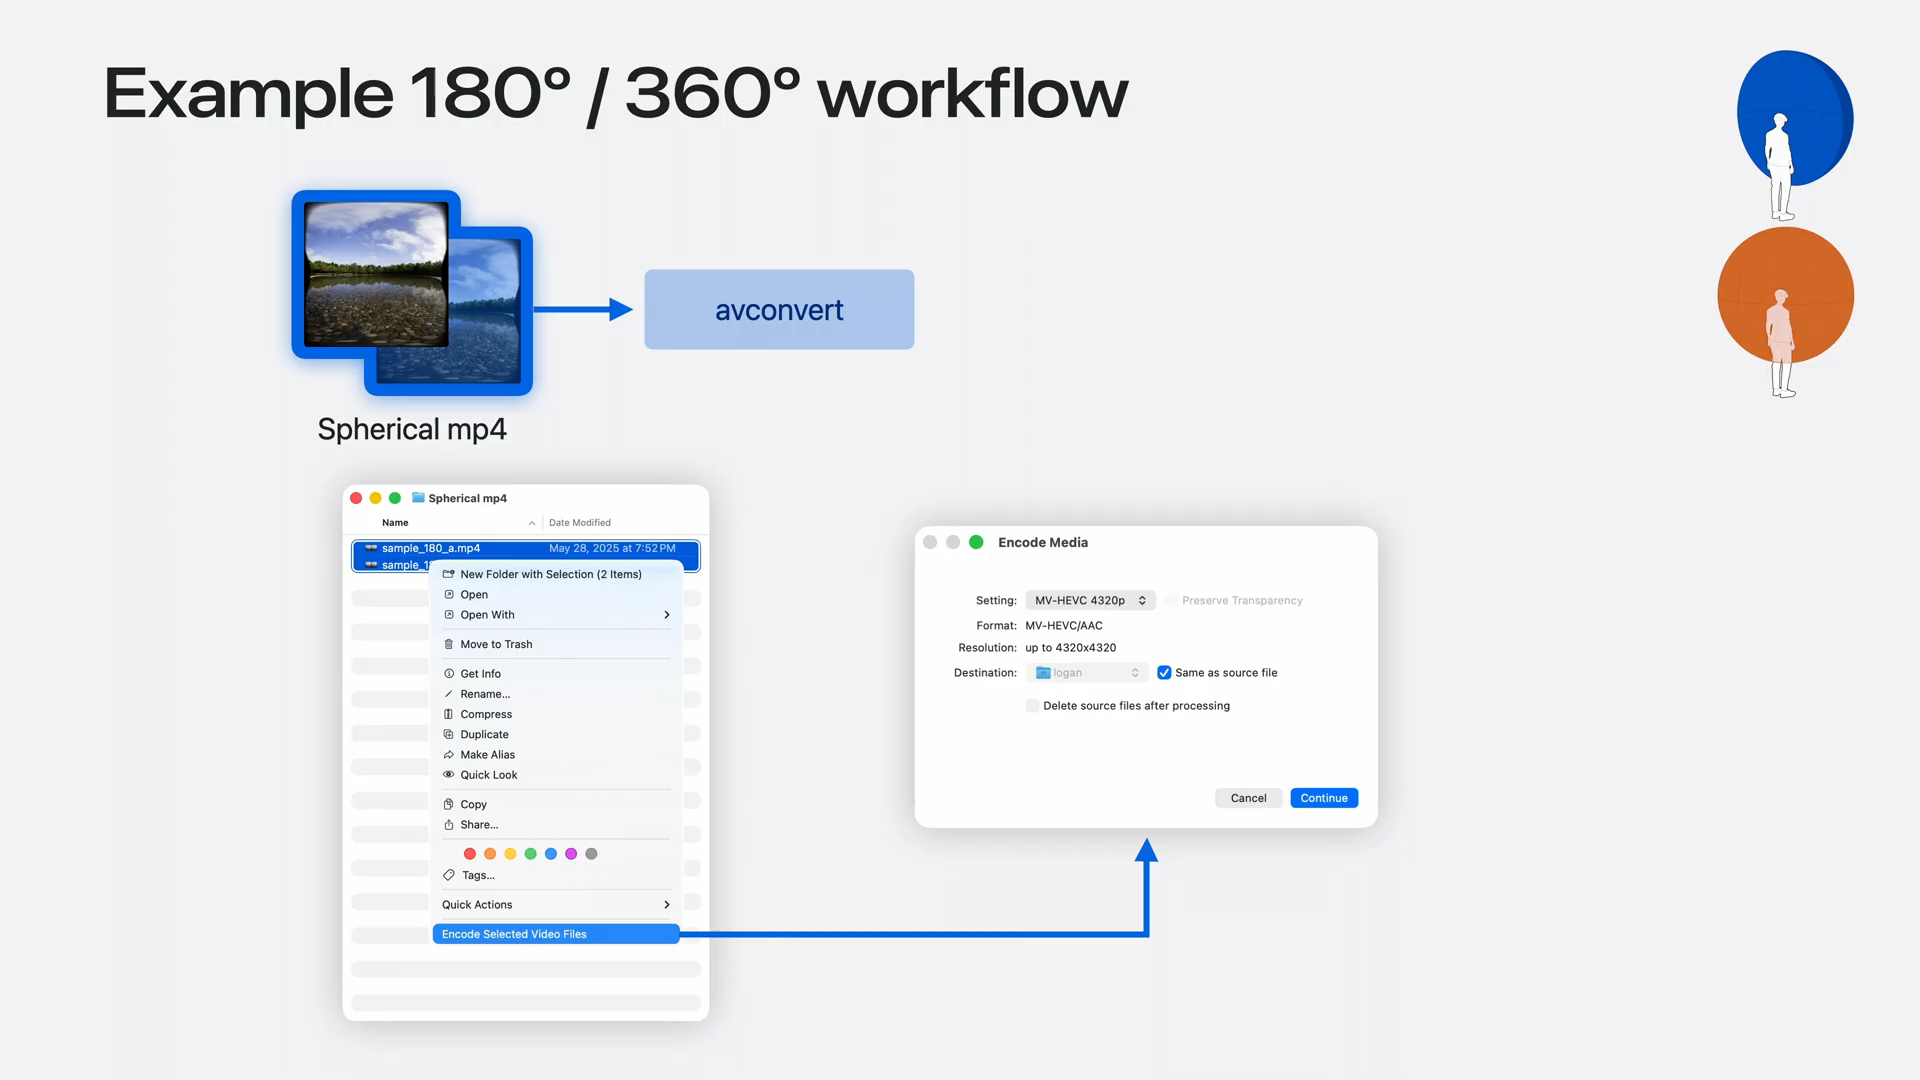 Example 180° / 360° workflow
avconvert
Spherical mp4
Spherical mp4
Name
Date Modified
sample_180_a.mp4
May 28, 2025 at 7:52 PM
sample_18
New Folder with Selection (2 Items)
Open
Open With
Move to Trash
Get Info
Rename...
Compress
Duplicate
Make Alias
Quick Look
Copy
Share...
Tags...
Quick Actions
Encode Selected Video Files
Encode Media
Setting: MV-HEVC 4320p Preserve Transparency
Format: MV-HEVC/AAC
Resolution: up to 4320x4320
Destination: logan Same as source file
Delete source files after processing
Cancel Continue